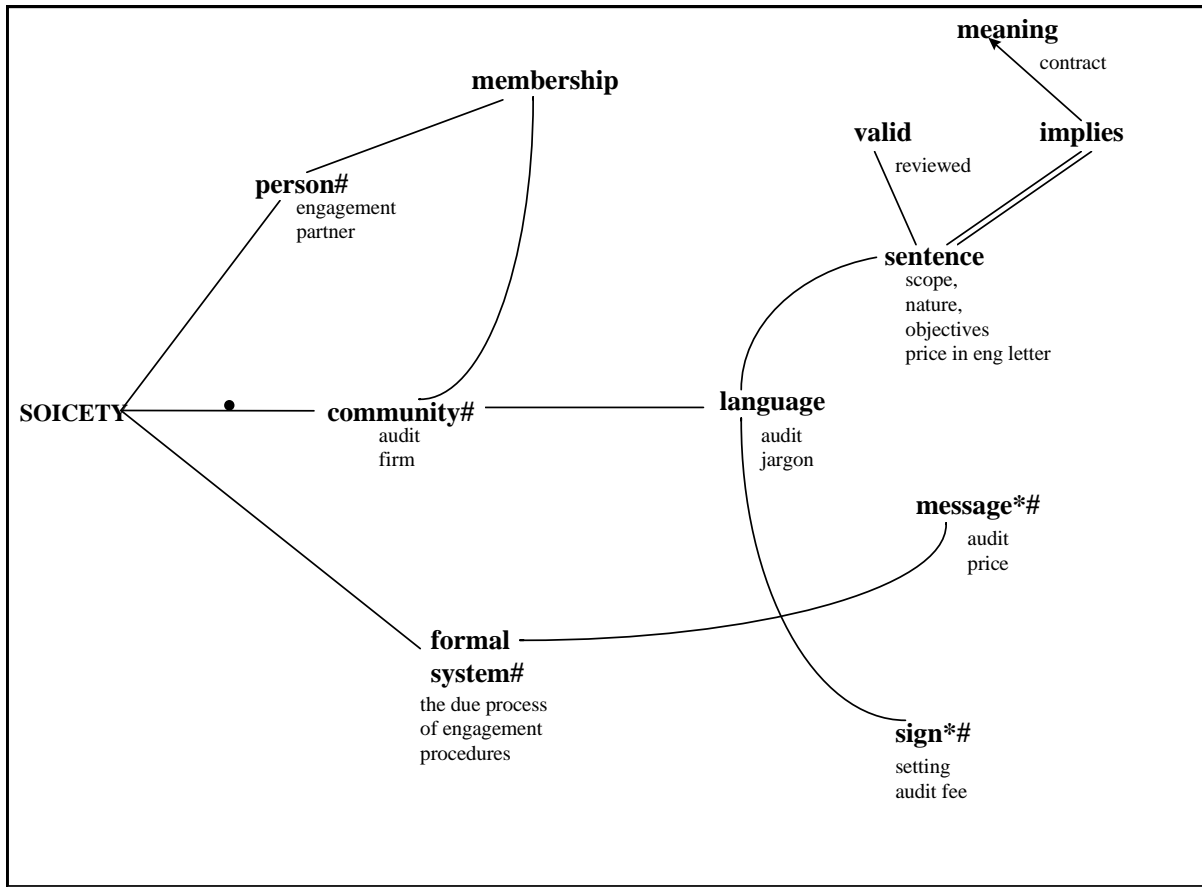 meaning
contract
membership
valid
implies
reviewed
person#
engagement
partner
sentence
scope,
nature,
objectives
price in eng letter
SOICETY
community#
audit
firm
language
audit
jargon
message*#
audit
price
formal
system#
the due process
of engagement
procedures
sign*#
setting
audit fee